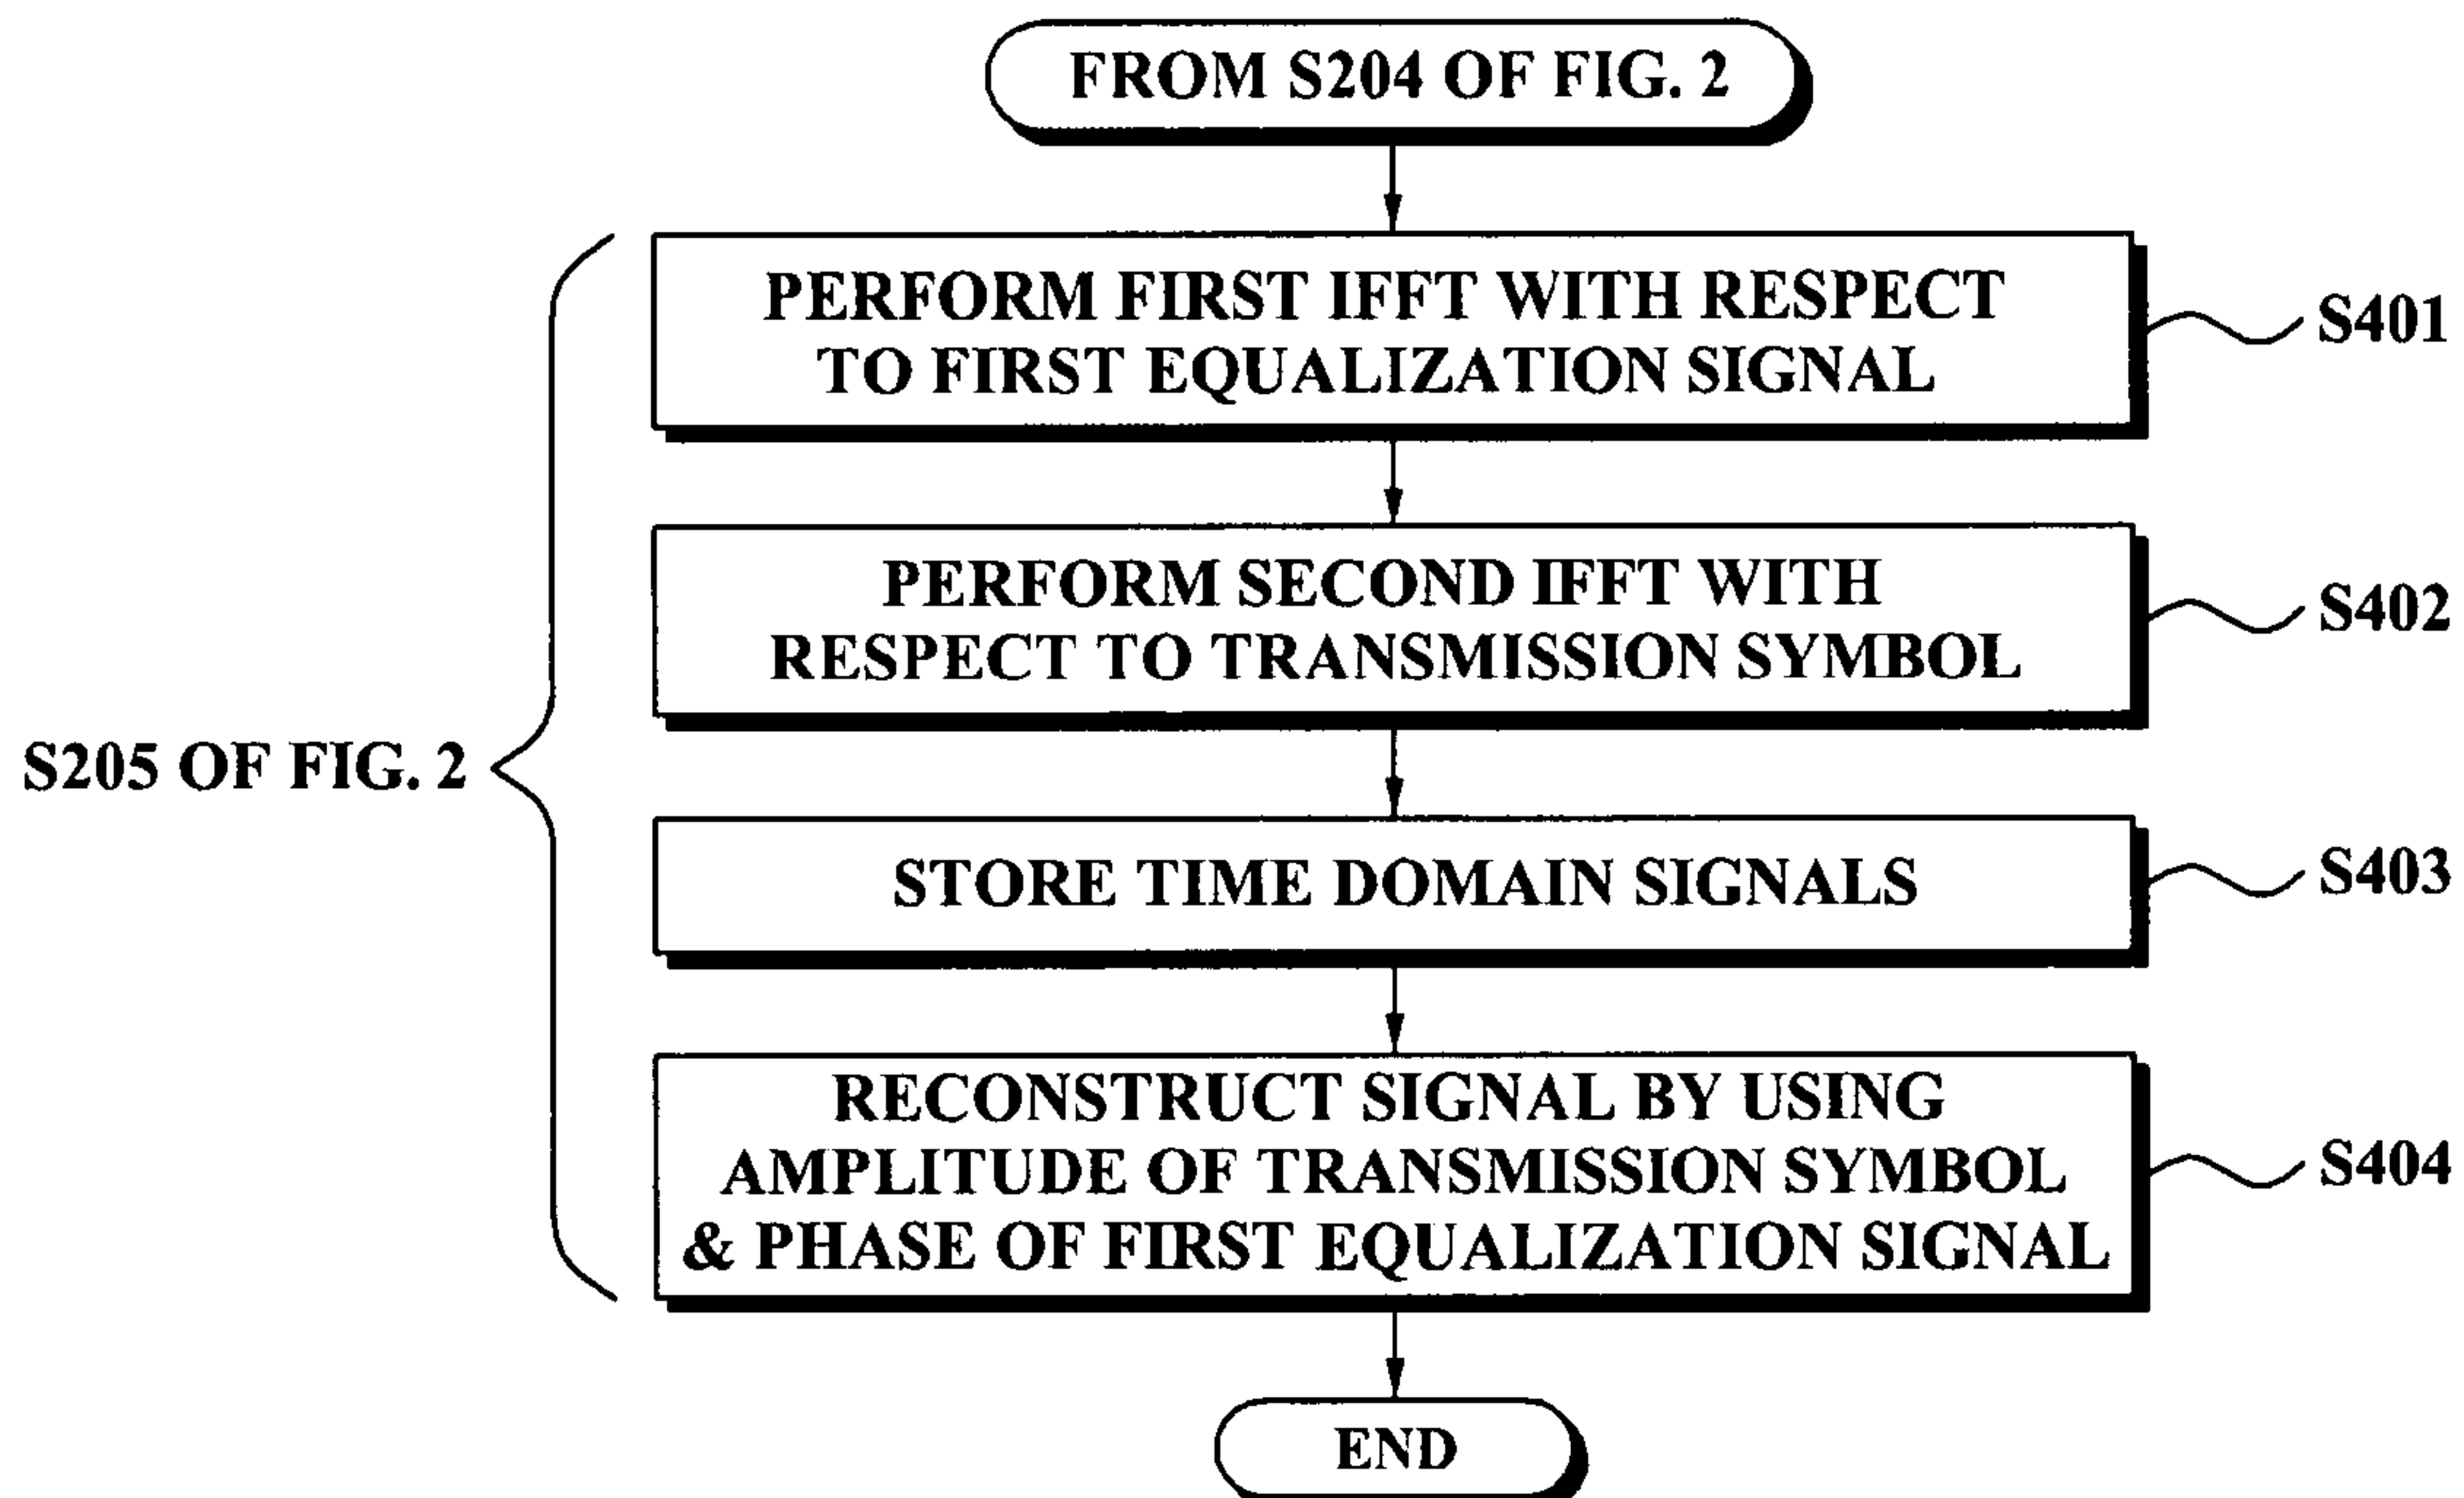 FROM S204 OF FIG. 2
PERFORM FIRST IFFT WITH RESPECT
TO FIRST EQUALIZATION SIGNAL
S401
PERFORM SECOND IFFT WITH
RESPECT TO TRANSMISSION SYMBOL
S402
S205 OF FIG. 2
STORE TIME DOMAIN SIGNALS
S403
RECONSTRUCT SIGNAL BY USING
AMPLITUDE OF TRANSMISSION SYMBOL
& PHASE OF FIRST EQUALIZATION SIGNAL
S404
END